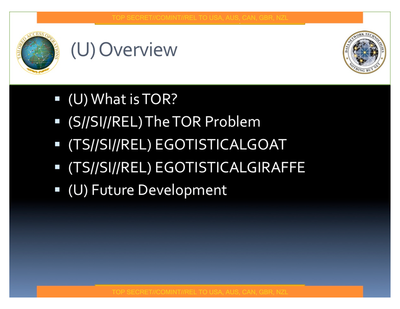 TOP SECRET//COMINT//REL TO USA, AUS, CAN, GBR, NZL
(U) Overview
(U) What is TOR?
(S//SI//REL) The TOR Problem
(TS//SI//REL) EGOTISTICALGOAT
(TS//SI//REL) EGOTISTICALGIRAFFE
(U) Future Development
TOP SECRET//COMINT//REL TO USA, AUS, CAN, GBR, NZL